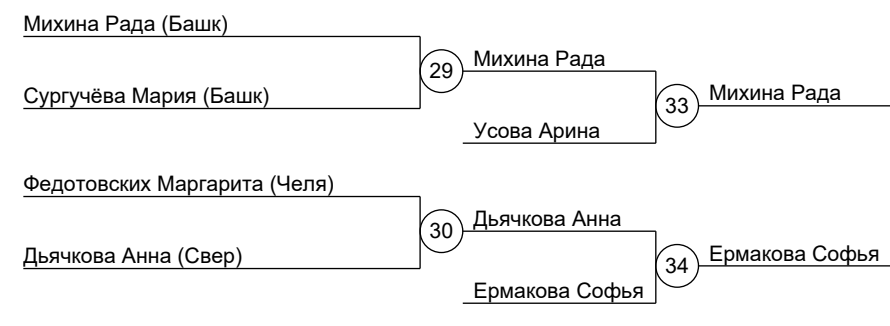 Михина Рада (Башк)
29
Михина Рада
Сургучёва Мария (Башк)
33
Михина Рада
Усова Арина
Федотовских Маргарита (Челя)
30
Дьячкова Анна
Дьячкова Анна (Свер)
34
Ермакова Софья
Ермакова Софья